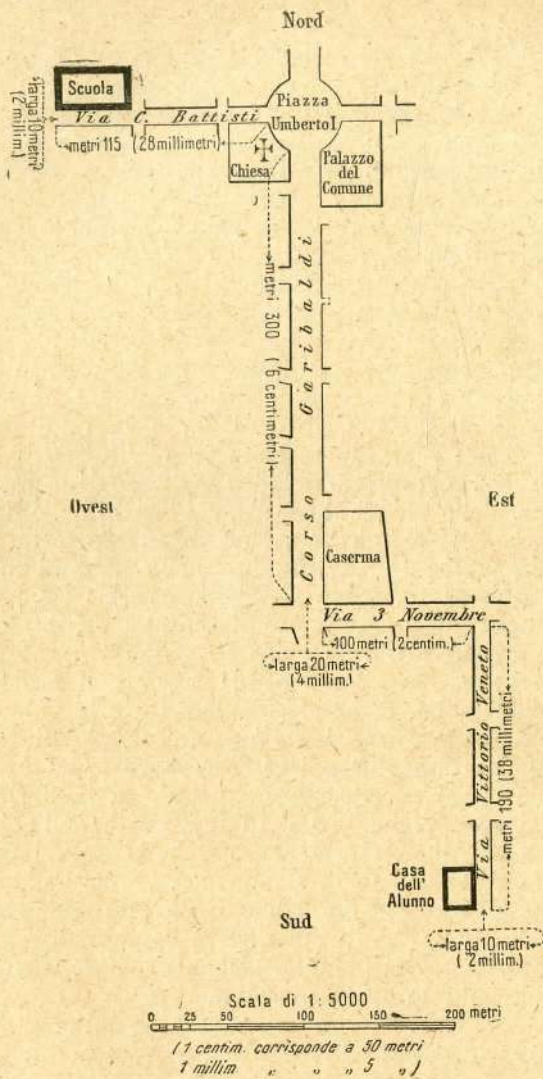 Nord
Scuola
larga 10 metri
(2 millim.)
Via C. Battisti
Piazza
Umberto I
metri 115 (28 millimetri)
Chiesa
Palazzo
del
Comune
metri 300 (6 centimetri)
Corso Garibaldi
Ovest
Est
Caserma
Via 3 Novembre
100 metri (2 centim.)
larga 20 metri
(4 millim.)
Via Vittorio Veneto
metri 190 (38 millimetri)
Casa
dell'
Alunno
Sud
larga 10 metri
(2 millim.)
Scala di 1:5000
0 25 50 100 150 200 metri
(1 centim. corrisponde a 50 metri
1 millim „ „ „ 5 „ )